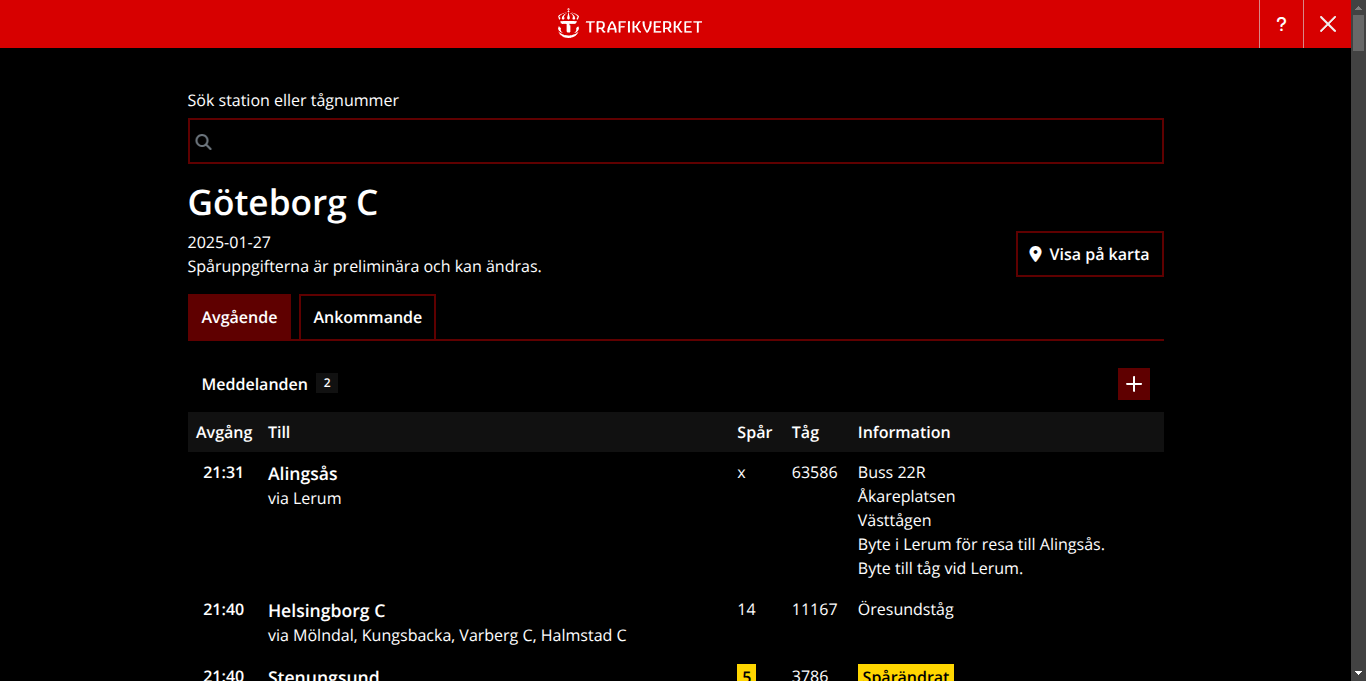 TRAFIKVERKET
?
Sök station eller tågnummer
Göteborg C
2025-01-27
Spåruppgifterna är preliminära och kan ändras.
Visa på karta
Avgående Ankommande
Meddelanden 2
Avgång Till Spår Tåg Information
21:31 Alingsås x 63586 Buss 22R
via Lerum Åkareplatsen
Västtågen
Byte i Lerum för resa till Alingsås.
Byte till tåg vid Lerum.
21:40 Helsingborg C 14 11167 Öresundståg
via Mölndal, Kungsbacka, Varberg C, Halmstad C
21:40 Stenungsund 5 3786 Spårändrat